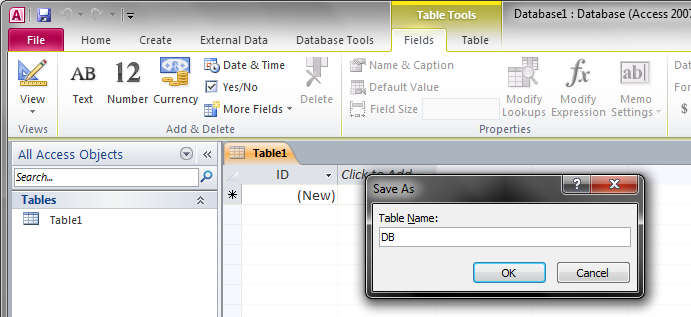 Table Tools
Database1 : Database (Access 2007
File Home Create External Data Database Tools Fields Table
View
AB Text
12 Number
Currency
Date & Time
Yes/No
More Fields
Delete
Name & Caption
Default Value
Field Size
Modify Lookups
fx Modify Expression
ab| Memo Settings
Dat
For
$
Views
Add & Delete
Properties
All Access Objects
Search...
Tables
Table1
Table1
ID Click to Add
(New)
Save As
Table Name:
DB
OK Cancel